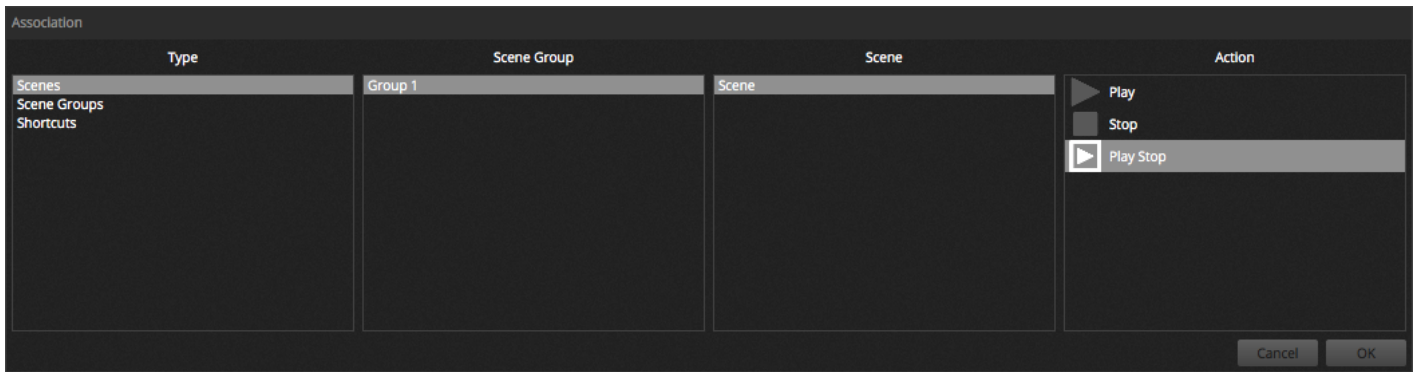 Association
Type
Scene Group
Scene
Action
Scenes
Scene Groups
Shortcuts
Group 1
Scene
Play
Stop
Play Stop
Cancel
OK